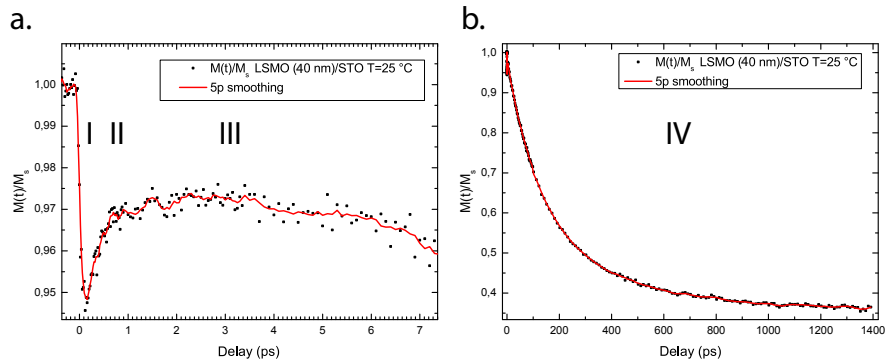 a.
M(t)/Mₛ LSMO (40 nm)/STO T=25 °C
5p smoothing
I II III
M(t)/Mₛ
1,00
0,99
0,98
0,97
0,96
0,95
0 1 2 3 4 5 6 7
Delay (ps)
b.
M(t)/Mₛ LSMO (40 nm)/STO T=25 °C
5p smoothing
IV
M(t)/Mₛ
1,0
0,9
0,8
0,7
0,6
0,5
0,4
0 200 400 600 800 1000 1200 1400
Delay (ps)